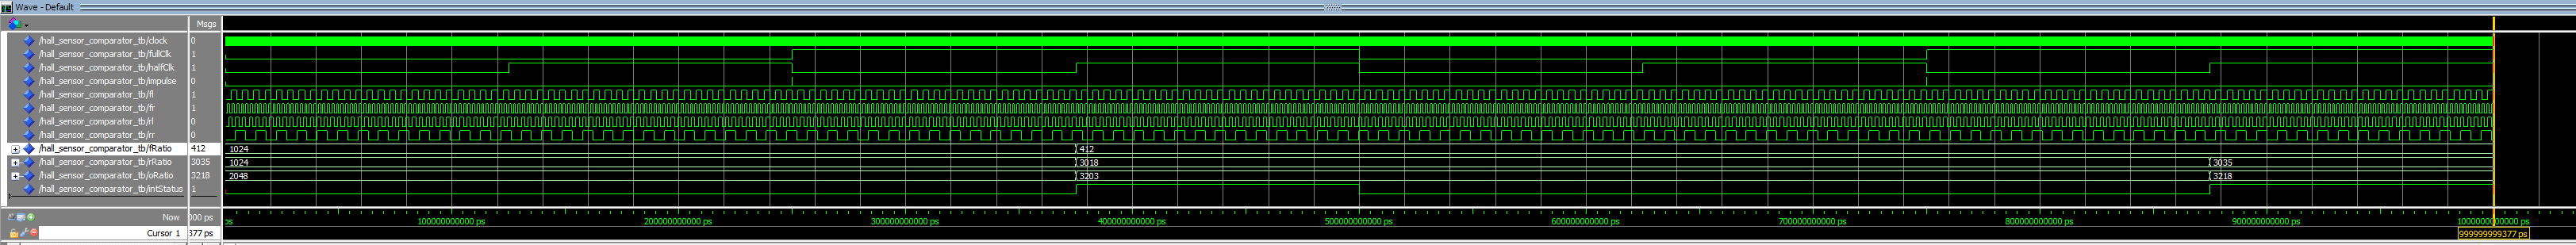 Wave - Default
Msgs
/hall_sensor_comparator_tb/clock 0
/hall_sensor_comparator_tb/fullClk 1
/hall_sensor_comparator_tb/halfClk 1
/hall_sensor_comparator_tb/impulse 0
/hall_sensor_comparator_tb/fl 1
/hall_sensor_comparator_tb/fr 1
/hall_sensor_comparator_tb/rl 0
/hall_sensor_comparator_tb/rr 0
/hall_sensor_comparator_tb/fRatio 412 1024 412
/hall_sensor_comparator_tb/rRatio 3035 1024 3018 3035
/hall_sensor_comparator_tb/oRatio 3218 2048 3203 3218
/hall_sensor_comparator_tb/intStatus 1
Now 000 ps ps 100000000000 ps 200000000000 ps 300000000000 ps 400000000000 ps 500000000000 ps 600000000000 ps 700000000000 ps 800000000000 ps 900000000000 ps 1000000000000 ps
Cursor 1 377 ps 999999999377 ps